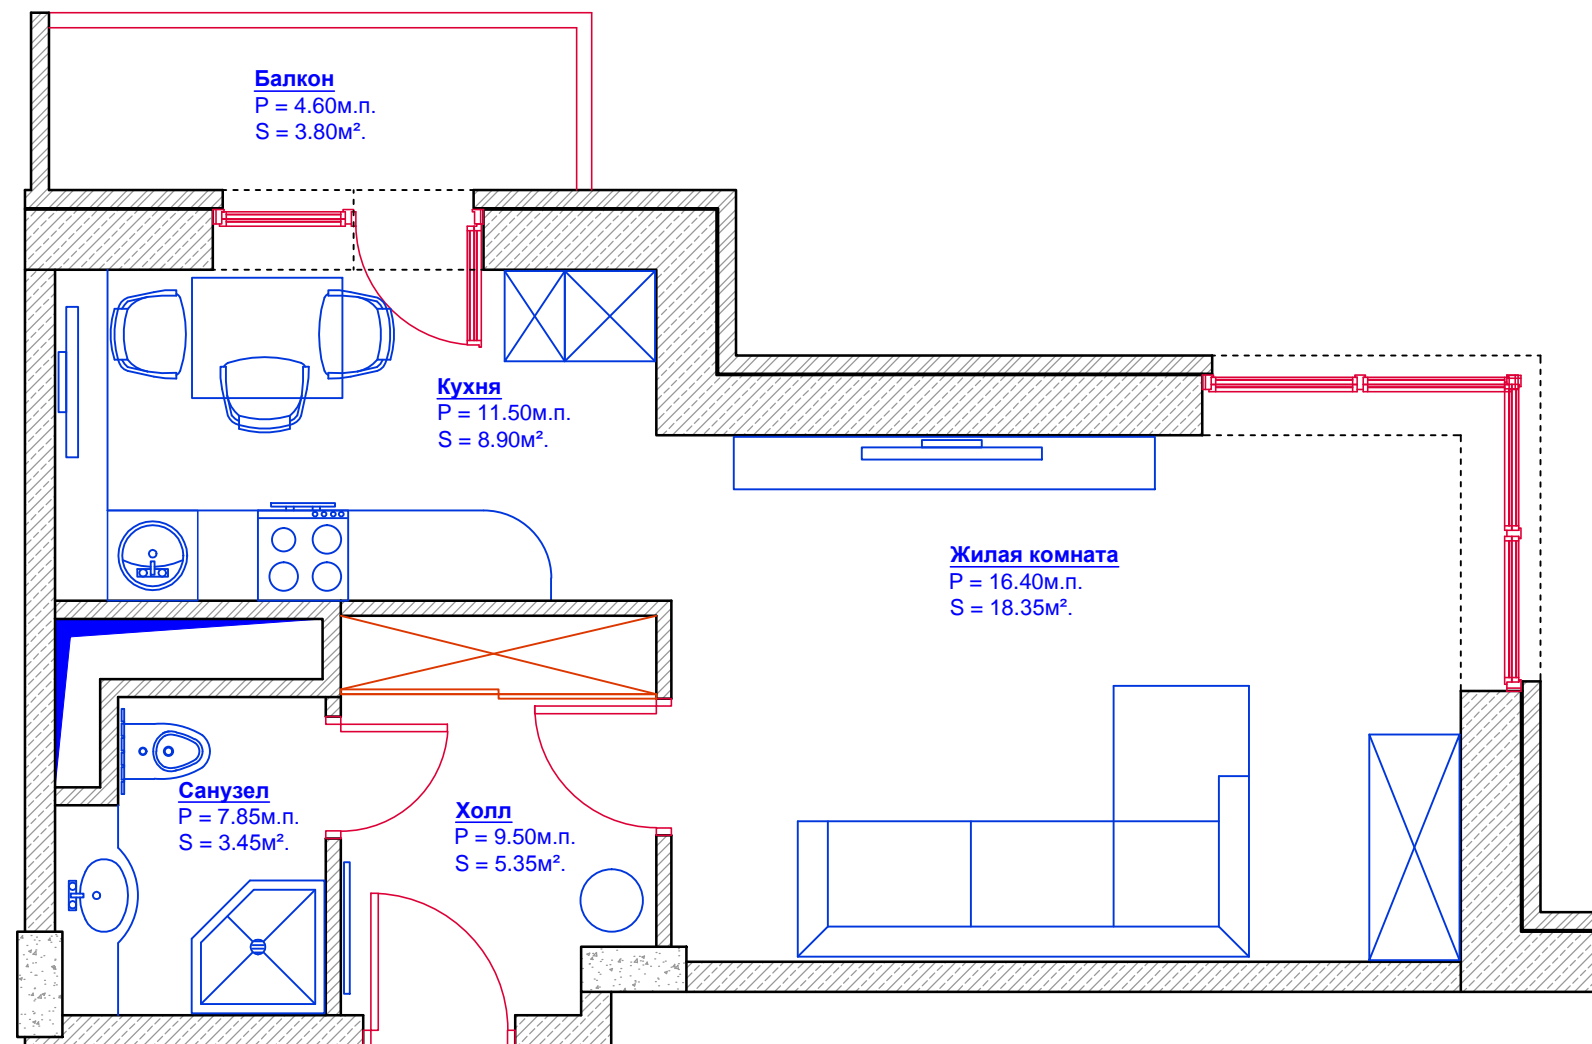 Балкон
P = 4.60м.п.
S = 3.80м².
Кухня
P = 11.50м.п.
S = 8.90м².
Жилая комната
P = 16.40м.п.
S = 18.35м².
Санузел
P = 7.85м.п.
S = 3.45м².
Холл
P = 9.50м.п.
S = 5.35м².